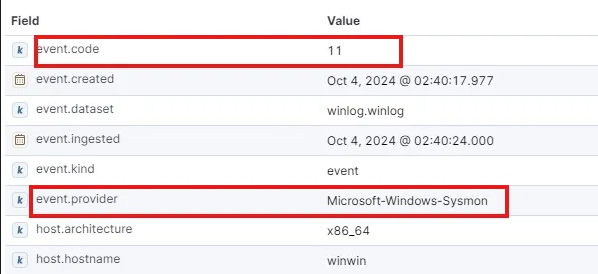 Field Value
k event.code 11
event.created Oct 4, 2024 @ 02:40:17.977
event.dataset winlog.winlog
event.ingested Oct 4, 2024 @ 02:40:24.000
k event.kind event
k event.provider Microsoft-Windows-Sysmon
k host.architecture x86_64
k host.hostname winwin